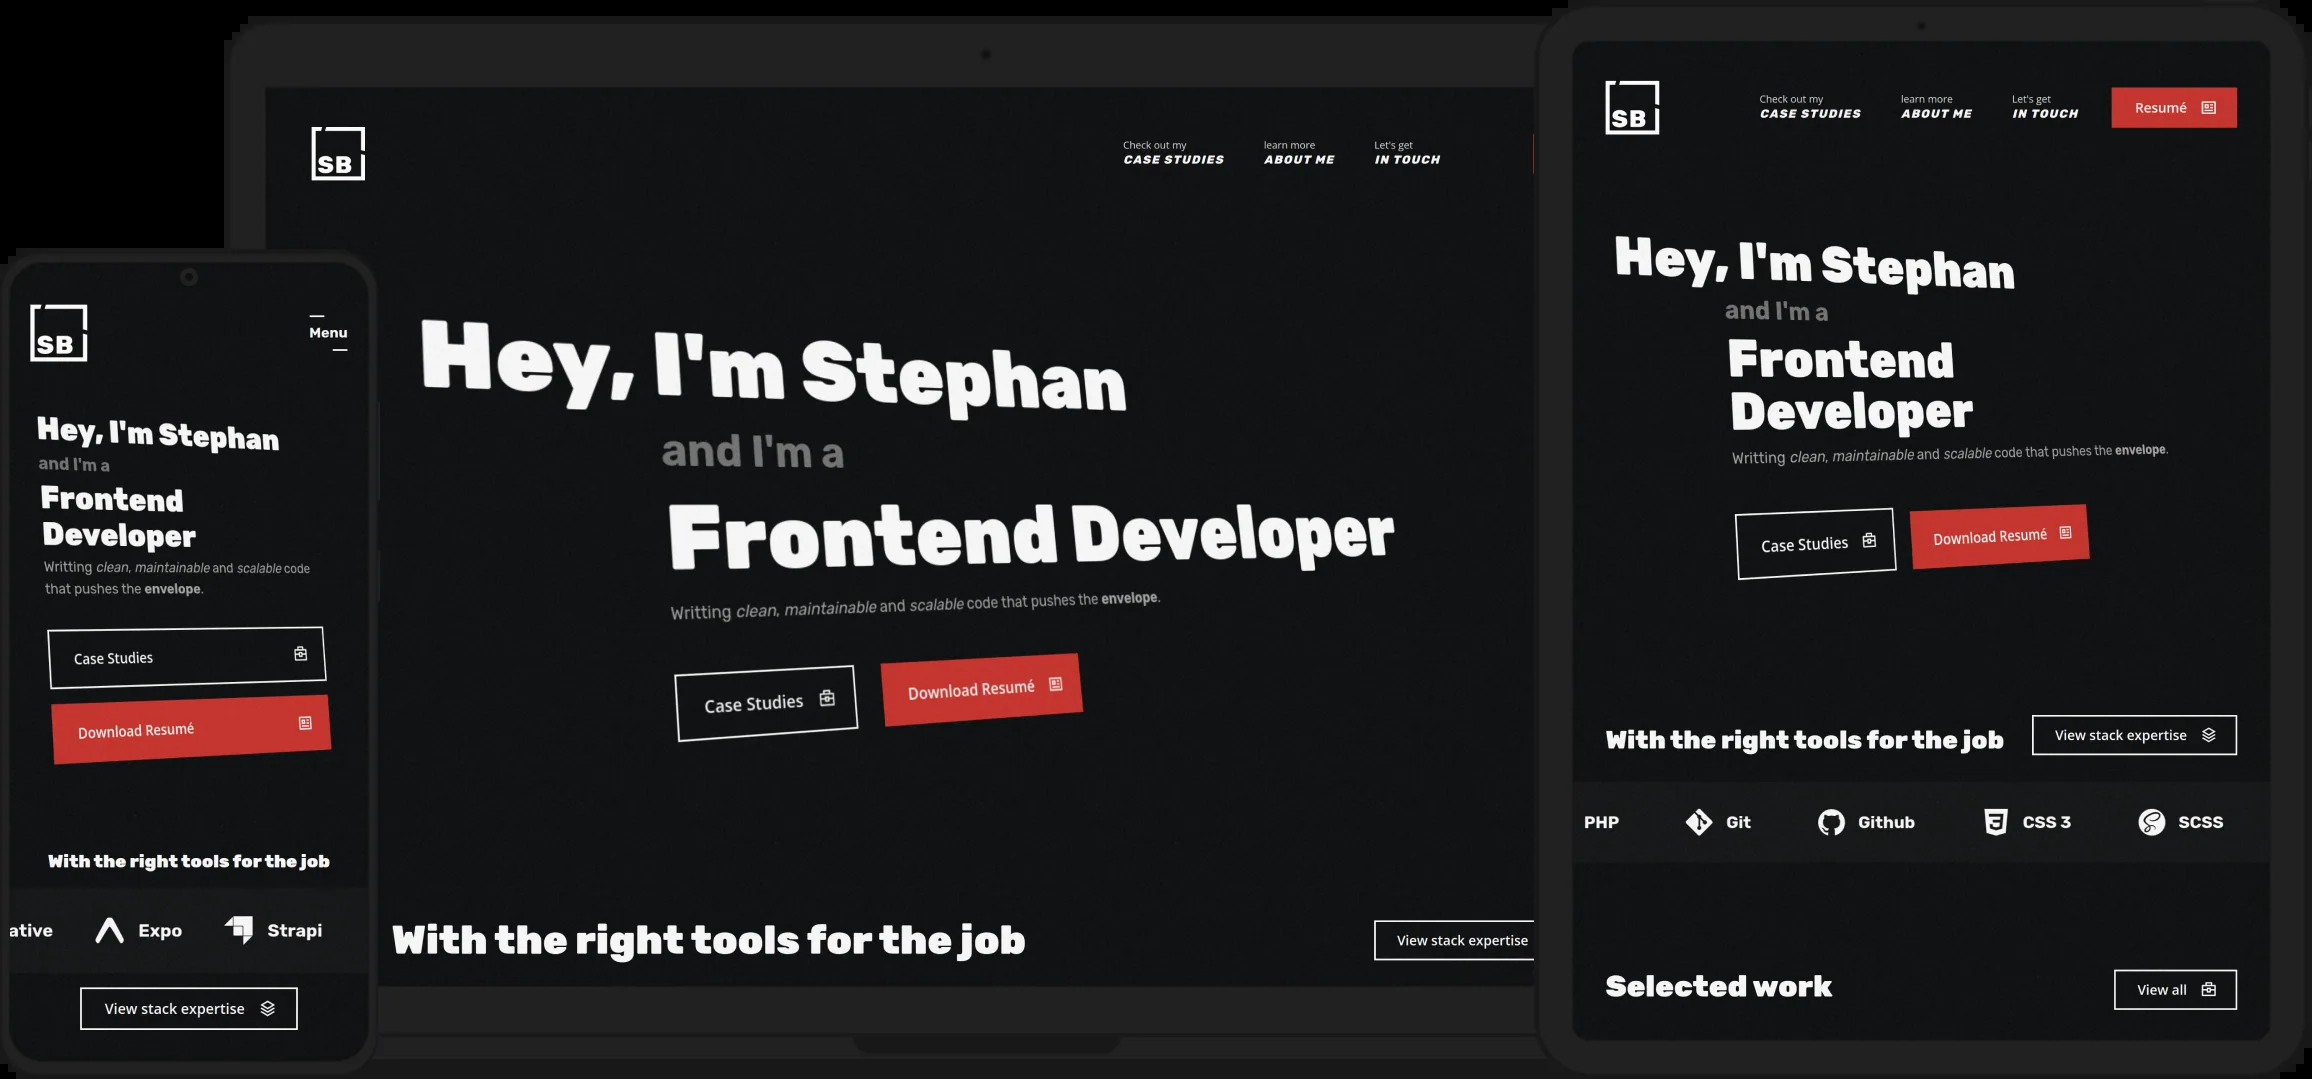 SB
Menu
Hey, I'm Stephan
and I'm a
Frontend
Developer
Writting clean, maintainable and scalable code
that pushes the envelope.
Case Studies
Download Resumé
With the right tools for the job
ative Expo Strapi
View stack expertise
SB
Check out my
CASE STUDIES
learn more
ABOUT ME
Let's get
IN TOUCH
Hey, I'm Stephan
and I'm a
Frontend Developer
Writting clean, maintainable and scalable code that pushes the envelope.
Case Studies
Download Resumé
With the right tools for the job
View stack expertise
SB
Check out my
CASE STUDIES
learn more
ABOUT ME
Let's get
IN TOUCH
Resumé
Hey, I'm Stephan
and I'm a
Frontend
Developer
Writting clean, maintainable and scalable code that pushes the envelope.
Case Studies
Download Resumé
With the right tools for the job
View stack expertise
PHP Git Github CSS 3 SCSS
Selected work
View all